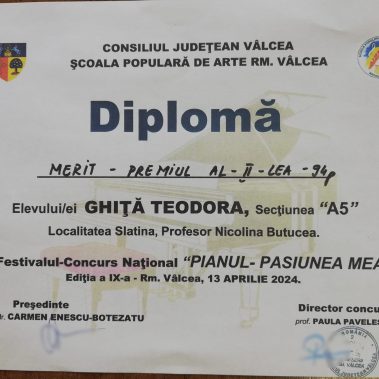 CONSILIUL JUDEȚEAN VÂLCEA
ȘCOALA POPULARĂ DE ARTE RM. VÂLCEA
Diplomă
MERIT - PREMIUL AL-II-LEA -94p
Elevului/ei GHIȚĂ TEODORA, Secțiunea "A5"
Localitatea Slatina, Profesor Nicolina Butucea.
Festivalul-Concurs Național "PIANUL- PASIUNEA MEA
Ediția a IX-a - Rm. Vâlcea, 13 APRILIE 2024.
Președinte
Director concu
dr. CARMEN ENESCU-BOTEZATU
prof. PAULA PAVELES
ROMÂNIA